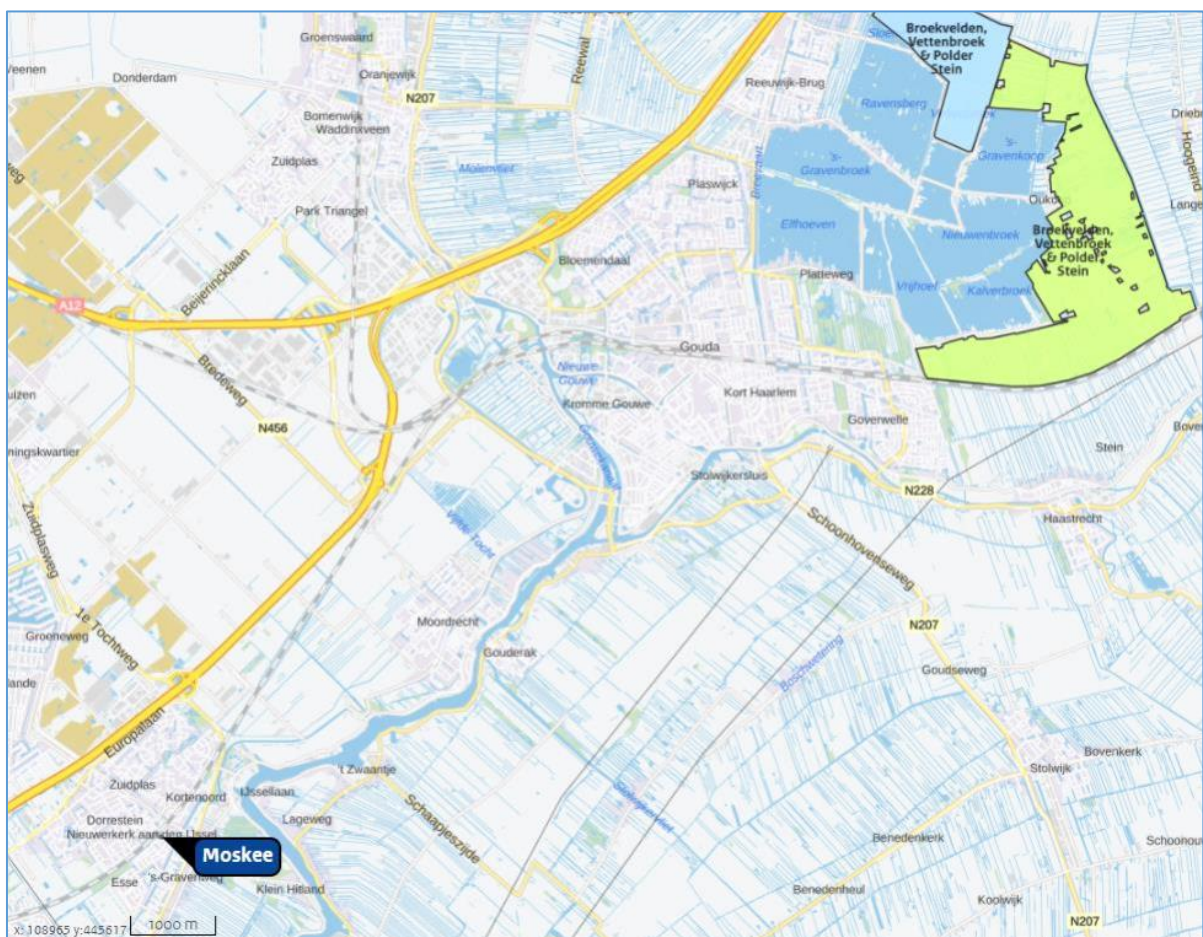 Groenswaard
Reewal
Broekvelden,
Vettenbroek
& Polder
Stein
Donderdam
Oranjewijk
Reeuwijk-Brug
N207
Ravensberg
Bomenwijk
Waddinxveen
's-
Gravenkoop
Zuidplas
's-
Gravenbroek
Hoogeind
Plaswijck
Park Triangel
Elfhoeven
Nieuwenbroek
Broekvelden,
Vettenbroek
& Polder
Stein
Bloemendaal
Platteweg
Beijerincklaan
Vrijhoef
Kalverbroek
A12
Bredeweg
Gouda
Nieuwe
Gouwe
Kort Haarlem
Kromme Gouwe
N456
Goverwelle
Stein
ningskwartier
Stolwijkersluis
N228
Vijfde Tocht
Haastrecht
Schoonhovenseweg
Zuidplasweg
1e Tochtweg
Moordrecht
N207
Groeneweg
Gouderak
Boschwetering
Goudseweg
Europalaan
Bovenkerk
't Zwaantje
Stolwijk
Zuidplas
Kortenoord
IJssellaan
Lageweg
Schaapjeszijde
Dorrestein
Nieuwerkerk aan den IJssel
Benedenkerk
Moskee
's-Gravenweg
Esse
Klein Hitland
Benedenheul
Koolwijk
N207
x: 108965 y:445617
1000 m